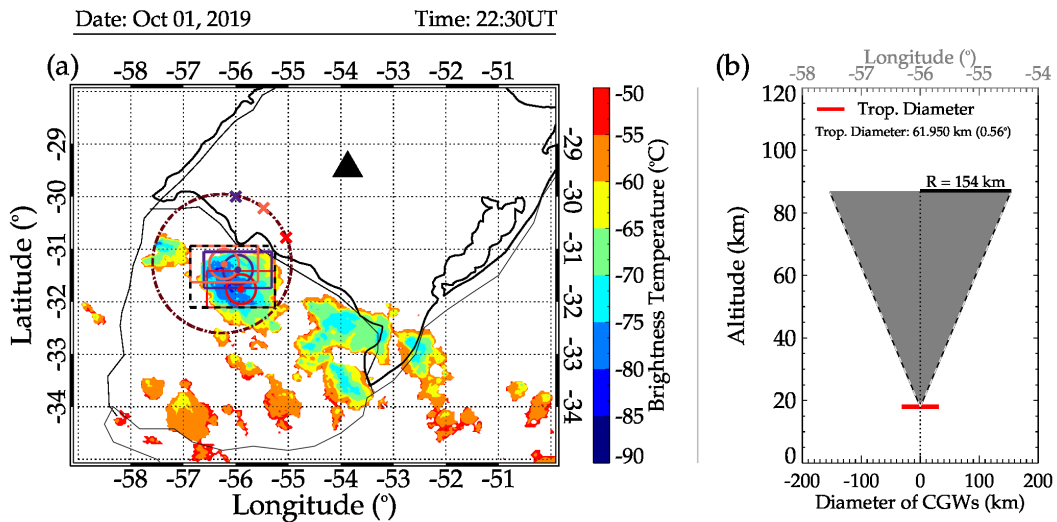 Date: Oct 01, 2019
Time: 22:30UT
(a)
-58 -57 -56 -55 -54 -53 -52 -51
-29
-30
-31
-32
-33
-34
Latitude (°)
-29
-30
-31
-32
-33
-34
-58 -57 -56 -55 -54 -53 -52 -51
Longitude (°)
-50
-55
-60
-65
-70
-75
-80
-85
-90
Brightness Temperature (°C)
(b)
Longitude (°)
-58 -56 -54
Trop. Diameter
Trop. Diameter: 61.950 km (0.56°)
R = 154 km
120
100
80
60
40
20
0
Altitude (km)
-200 -100 0 100 200
Diameter of CGWs (km)